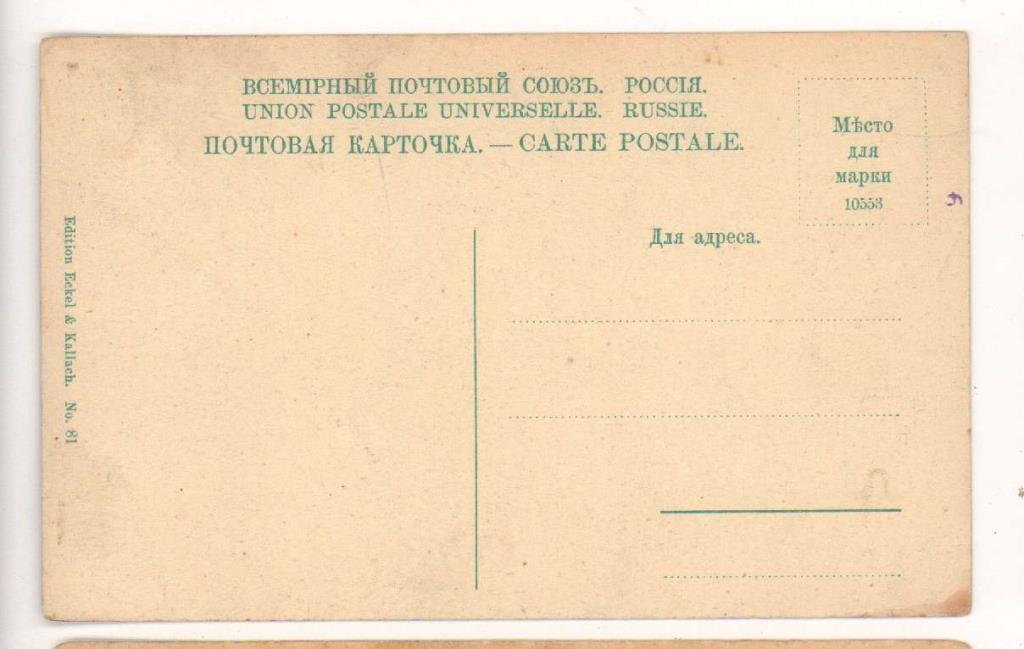 ВСЕМІРНЫЙ ПОЧТОВЫЙ СОЮЗЪ. РОССІЯ.
UNION POSTALE UNIVERSELLE. RUSSIE.
ПОЧТОВАЯ КАРТОЧКА. — CARTE POSTALE.
Мѣсто
для
марки
10553
Для адреса.
Edition Eckel & Kallach. No. 81